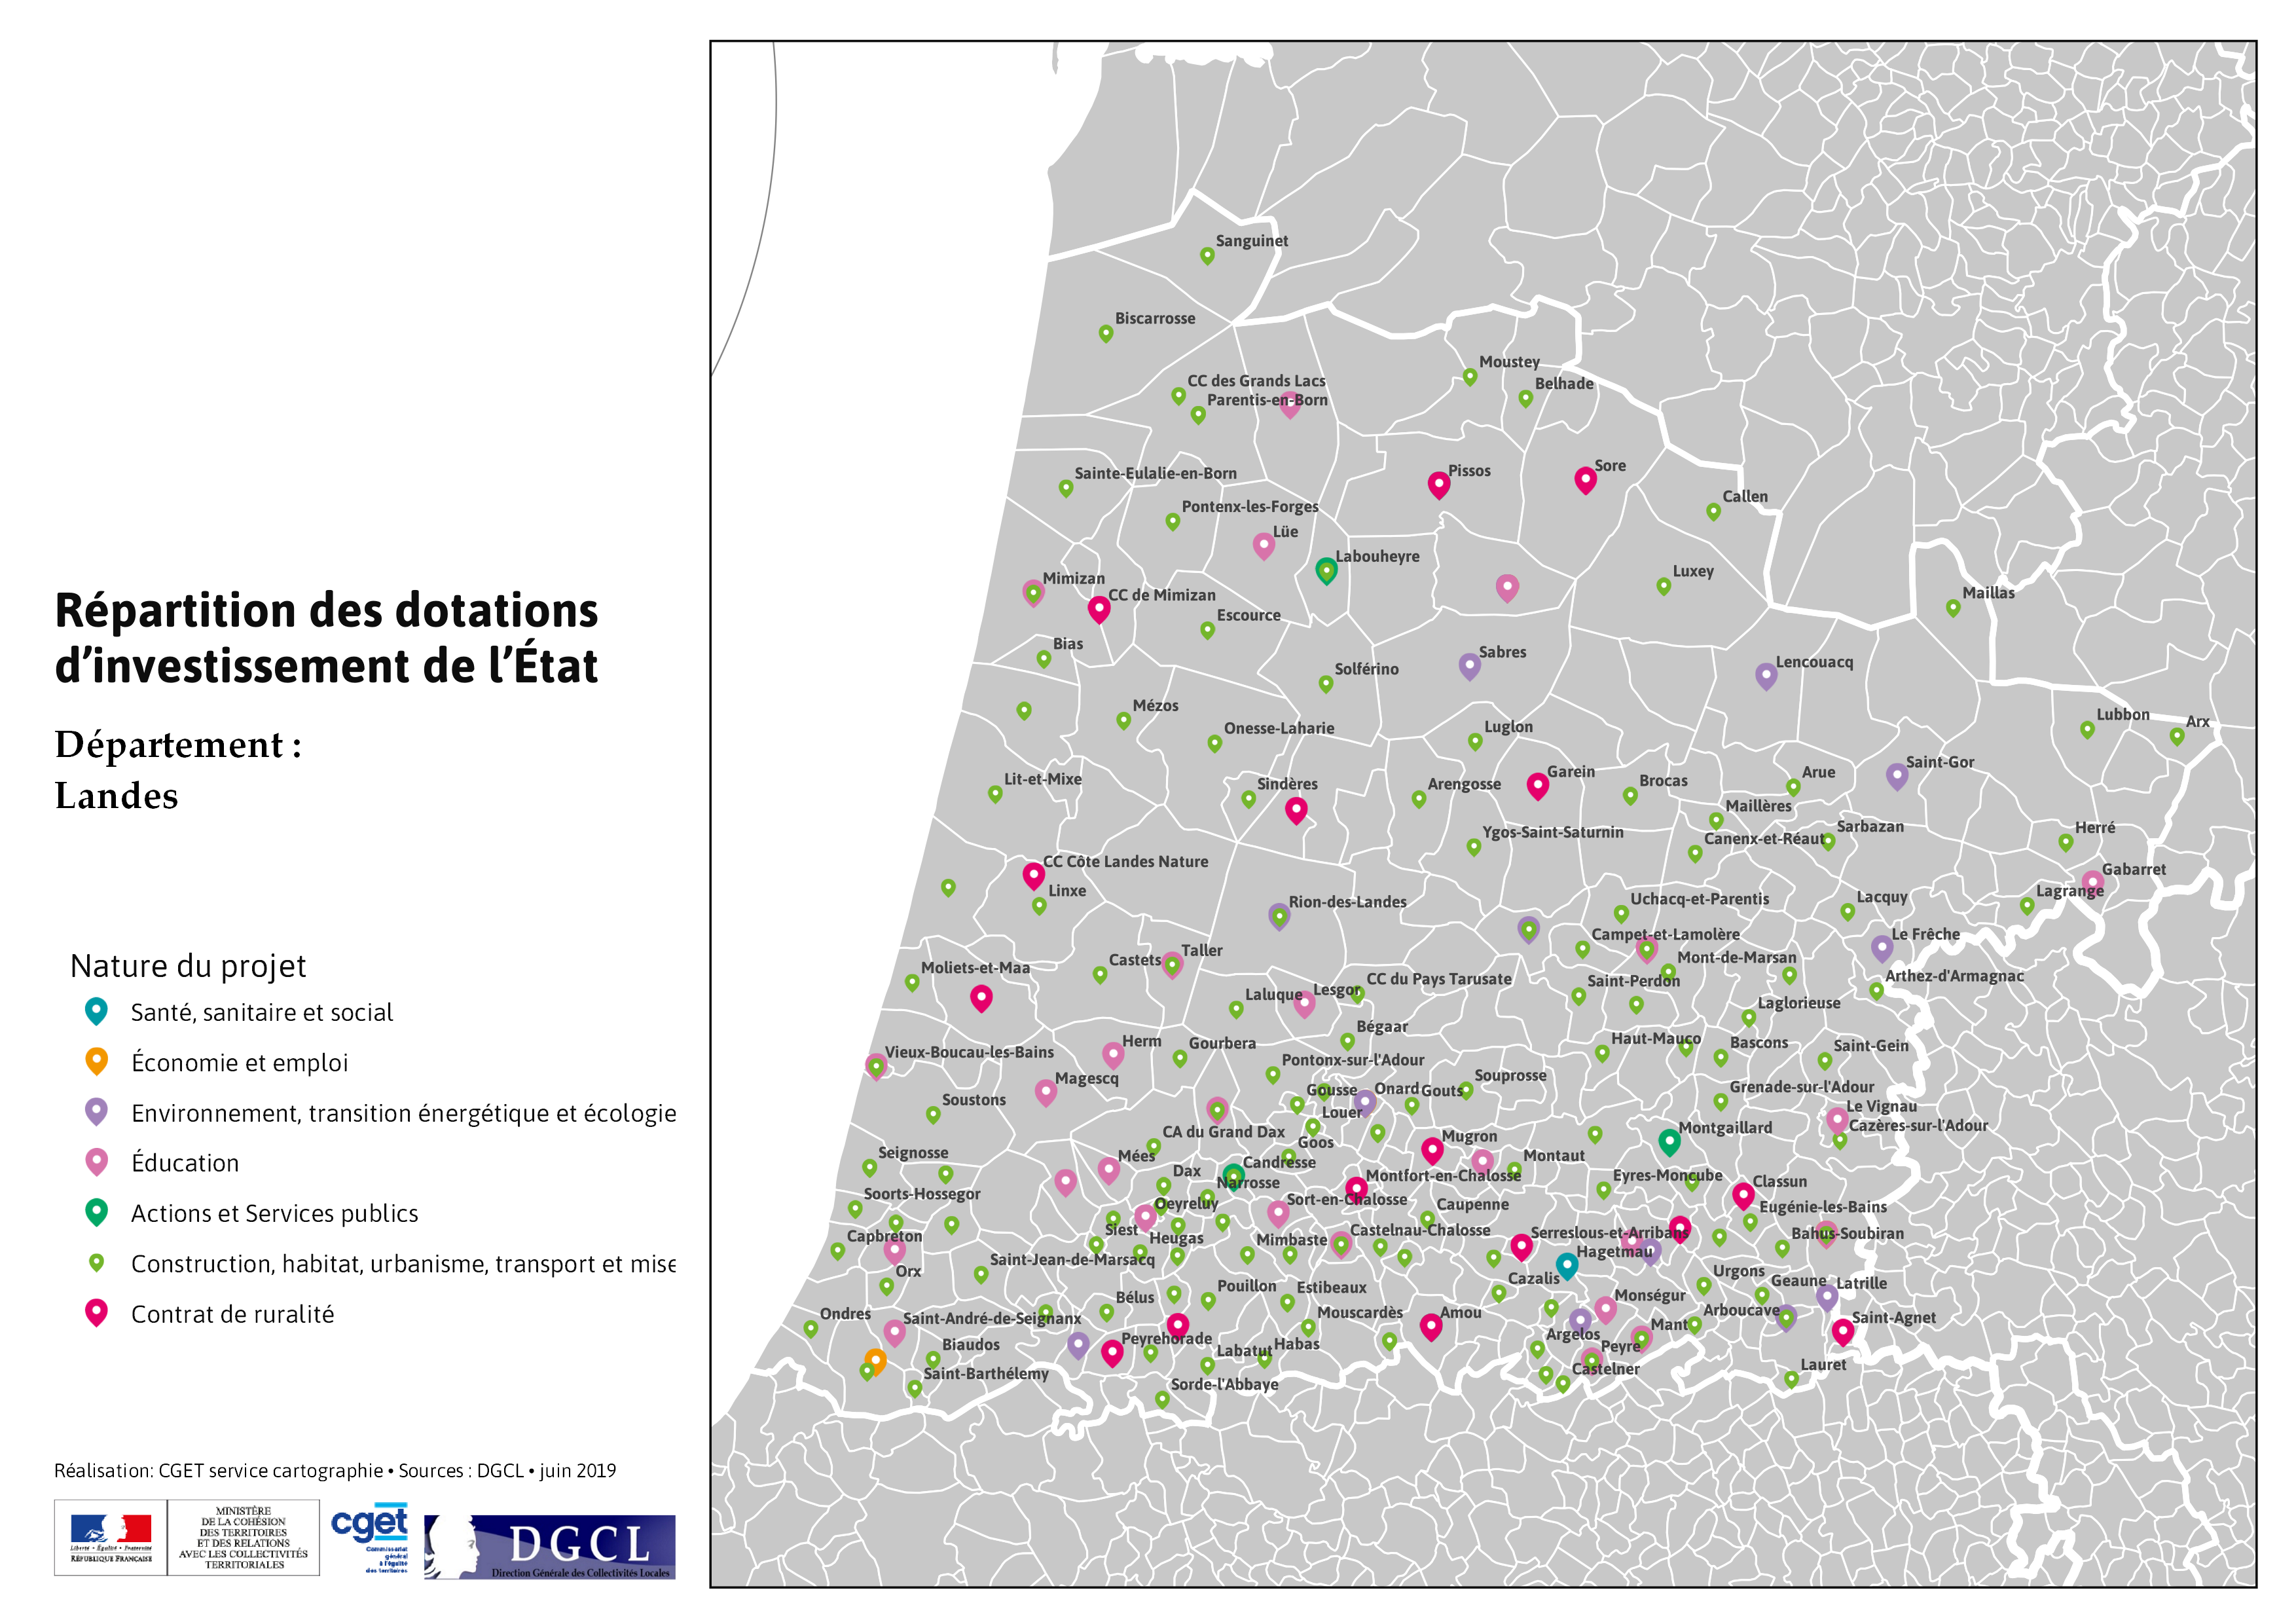 Répartition des dotations
d'investissement de l'État
Département :
Landes
Nature du projet
Santé, sanitaire et social
Économie et emploi
Environnement, transition énergétique et écologie
Éducation
Actions et Services publics
Construction, habitat, urbanisme, transport et mise
Contrat de ruralité
Réalisation: CGET service cartographie • Sources : DGCL • juin 2019
Liberté • Égalité • Fraternité
RÉPUBLIQUE FRANÇAISE
MINISTÈRE
DE LA COHÉSION
DES TERRITOIRES
ET DES RELATIONS
AVEC LES COLLECTIVITÉS
TERRITORIALES
cget
Commissariat
général
à l'égalité
des territoires
DGCL
Direction Générale des Collectivités Locales
Sanguinet
Biscarrosse
Moustey
CC des Grands Lacs
Belhade
Parentis-en-Born
Sore
Pissos
Sainte-Eulalie-en-Born
Callen
Pontenx-les-Forges
Lüe
Labouheyre
Luxey
Mimizan
Maillas
CC de Mimizan
Escource
Bias
Sabres
Lencouacq
Solférino
Mézos
Lubbon
Arx
Onesse-Laharie
Luglon
Saint-Gor
Garein
Arue
Lit-et-Mixe
Sindères
Arengosse
Brocas
Maillères
Sarbazan
Herré
Ygos-Saint-Saturnin
Canenx-et-Réaut
CC Côte Landes Nature
Gabarret
Linxe
Lagrange
Rion-des-Landes
Uchacq-et-Parentis
Lacquy
Campet-et-Lamolère
Le Frêche
Taller
Castets
Mont-de-Marsan
Moliets-et-Maa
CC du Pays Tarusate
Saint-Perdon
Arthez-d'Armagnac
Laluque
Lesgor
Laglorieuse
Bégaar
Herm
Gourbera
Haut-Mauco
Bascons
Saint-Gein
Vieux-Boucau-les-Bains
Pontonx-sur-l'Adour
Magescq
Souprosse
Gousse
Onard
Gouts
Grenade-sur-l'Adour
Soustons
Louer
Le Vignau
Cazères-sur-l'Adour
CA du Grand Dax
Goos
Mugron
Montgaillard
Seignosse
Mées
Candresse
Montaut
Dax
Narrosse
Montfort-en-Chalosse
Eyres-Moncube
Classun
Soorts-Hossegor
Oeyreluy
Sort-en-Chalosse
Caupenne
Eugénie-les-Bains
Capbreton
Siest
Heugas
Mimbaste
Castelnau-Chalosse
Serreslous-et-Arribans
Bahus-Soubiran
Saint-Jean-de-Marsacq
Hagetmau
Orx
Cazalis
Urgons
Geaune
Latrille
Pouillon
Estibeaux
Bélus
Monségur
Ondres
Saint-André-de-Seignanx
Mouscardès
Amou
Arboucave
Saint-Agnet
Mant
Biaudos
Peyrehorade
Labatut
Habas
Argelos
Peyre
Saint-Barthélemy
Castelner
Lauret
Sorde-l'Abbaye